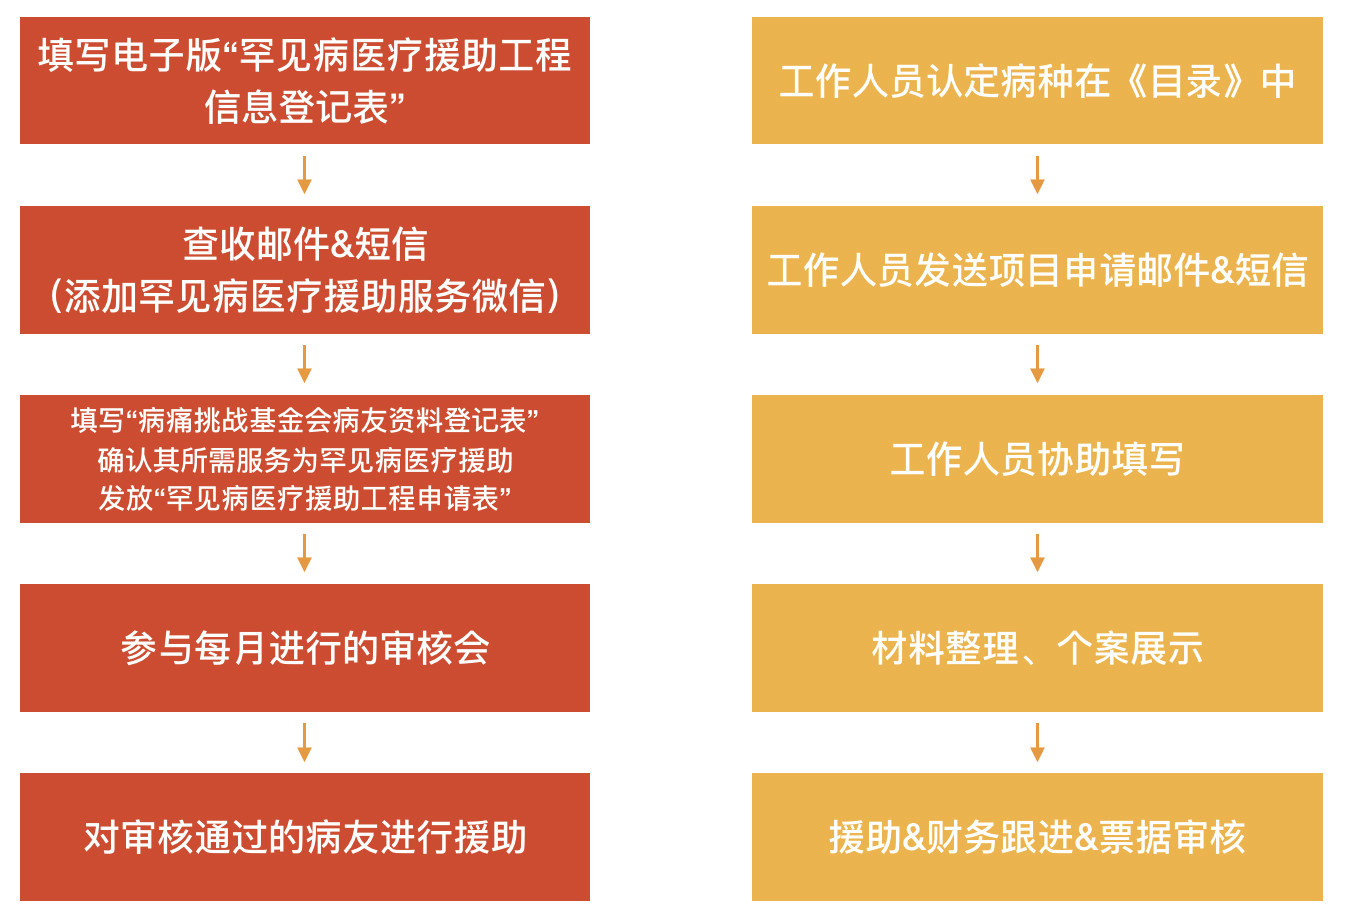 填写电子版“罕见病医疗援助工程
信息登记表”
查收邮件&短信
（添加罕见病医疗援助服务微信）
填写“病痛挑战基金会病友资料登记表”
确认其所需服务为罕见病医疗援助
发放“罕见病医疗援助工程申请表”
参与每月进行的审核会
对审核通过的病友进行援助
工作人员认定病种在《目录》中
工作人员发送项目申请邮件&短信
工作人员协助填写
材料整理、个案展示
援助&财务跟进&票据审核